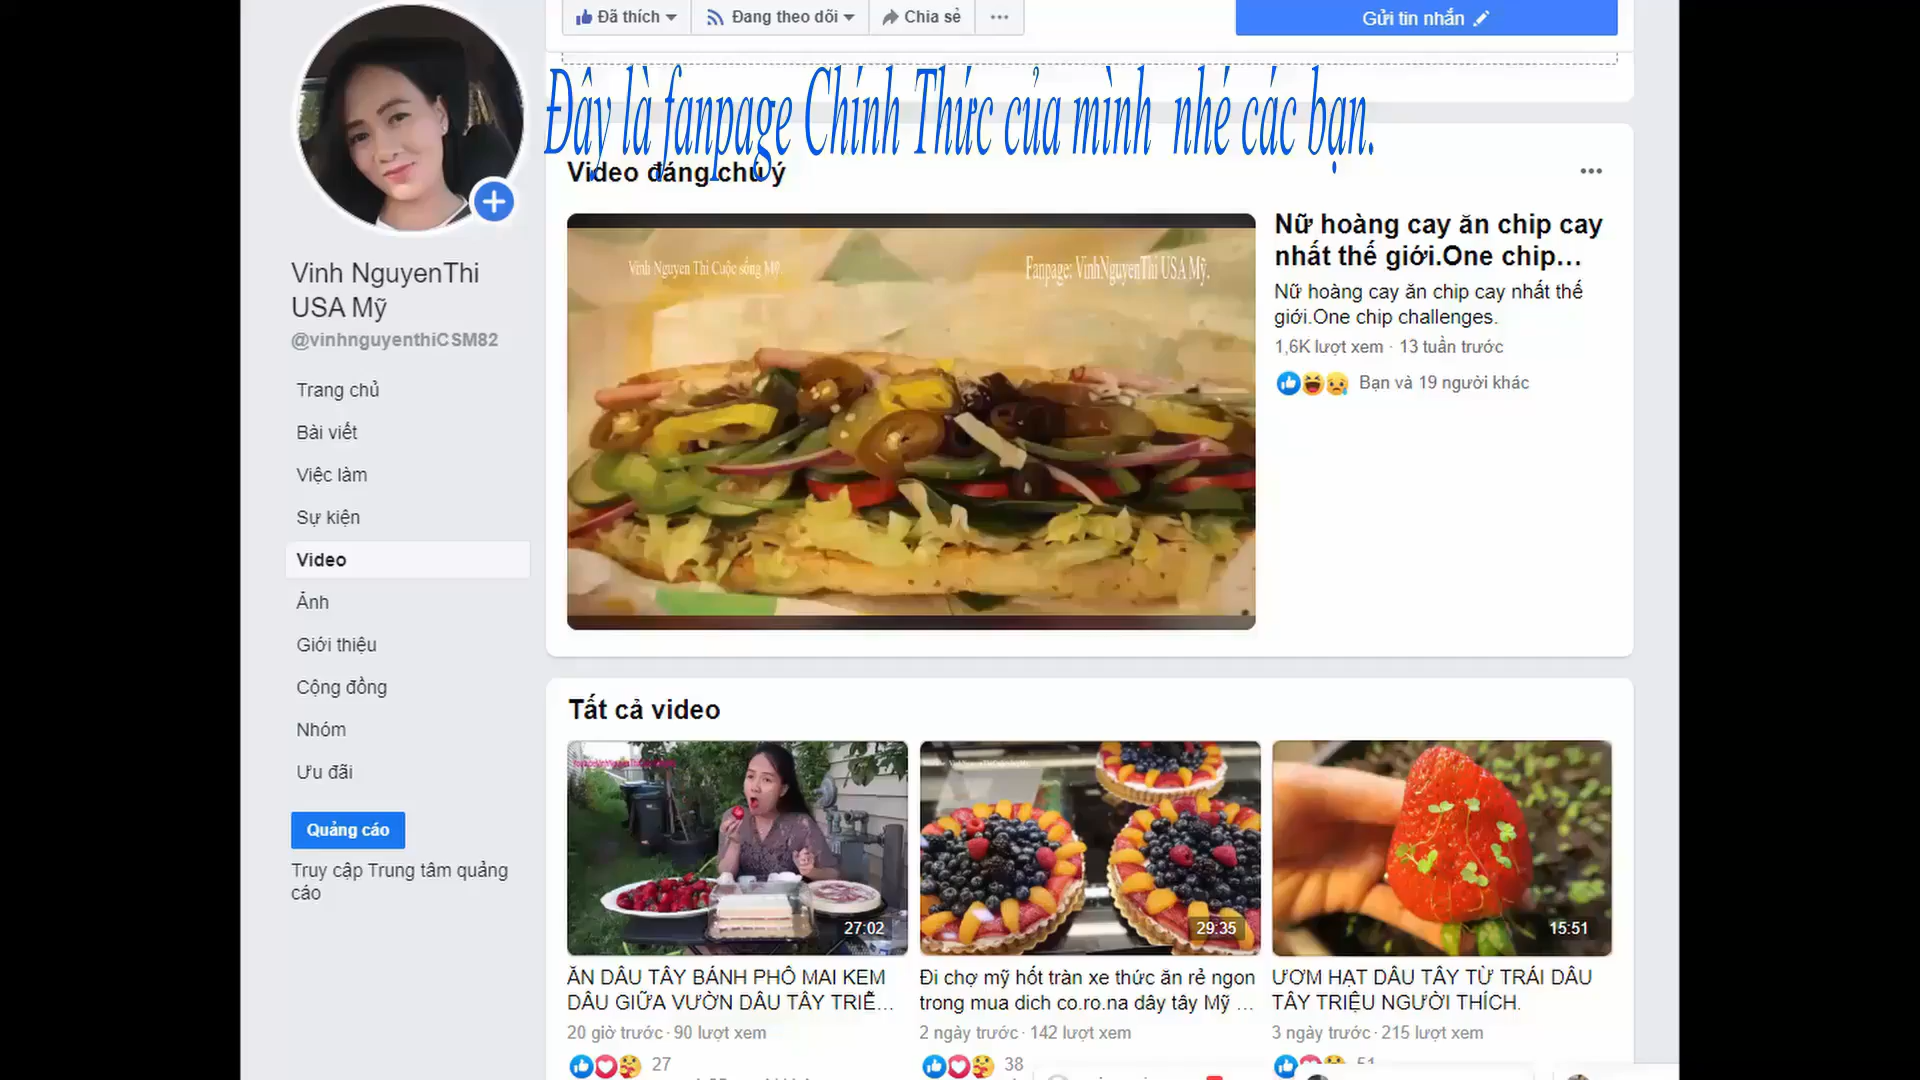 Đã thích
Đang theo dõi
Chia sẻ
Gửi tin nhắn
Đây là fanpage Chính Thức của mình nhé các bạn.
Vinh NguyenThi
USA Mỹ
@vinhnguyenthiCSM82
Trang chủ
Bài viết
Việc làm
Sự kiện
Video
Ảnh
Giới thiệu
Cộng đồng
Nhóm
Ưu đãi
Quảng cáo
Truy cập Trung tâm quảng
cáo
Video đáng chú ý
Vinh Nguyen Thi Cuộc sống Mỹ.
Fanpage: VinhNguyenThi USA Mỹ.
Nữ hoàng cay ăn chip cay
nhất thế giới.One chip...
Nữ hoàng cay ăn chip cay nhất thế
giới.One chip challenges.
1,6K lượt xem · 13 tuần trước
Bạn và 19 người khác
Tất cả video
27:02
ĂN DÂU TÂY BÁNH PHÔ MAI KEM
DÂU GIỮA VƯỜN DÂU TÂY TRIỆ...
20 giờ trước · 90 lượt xem
27
29:35
Đi chợ mỹ hốt tràn xe thức ăn rẻ ngon
trong mua dich co.ro.na dây tây Mỹ ...
2 ngày trước · 142 lượt xem
38
15:51
ƯƠM HẠT DÂU TÂY TỪ TRÁI DÂU
TÂY TRIỆU NGƯỜI THÍCH.
3 ngày trước · 215 lượt xem
51